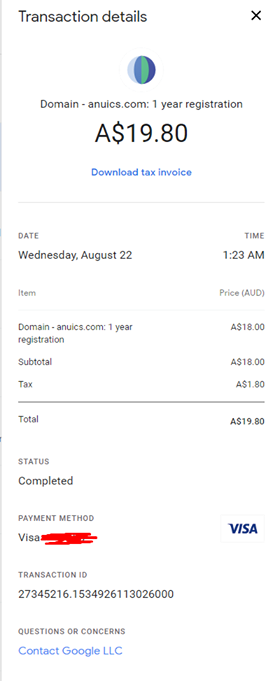 Transaction details
Domain - anuics.com: 1 year registration
A$19.80
Download tax invoice
DATE TIME
Wednesday, August 22 1:23 AM
Item Price (AUD)
Domain - anuics.com: 1 year A$18.00
registration
Subtotal A$18.00
Tax A$1.80
Total A$19.80
STATUS
Completed
PAYMENT METHOD
Visa VISA
TRANSACTION ID
27345216.1534926113026000
QUESTIONS OR CONCERNS
Contact Google LLC